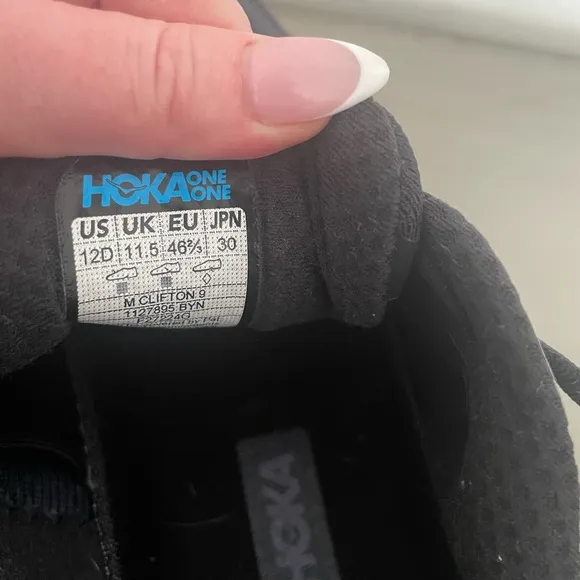 HOKA ONE ONE
US UK EU JPN
12D 11.5 46⅔ 30
M CLIFTON 9
1127895 BYN
HOKA